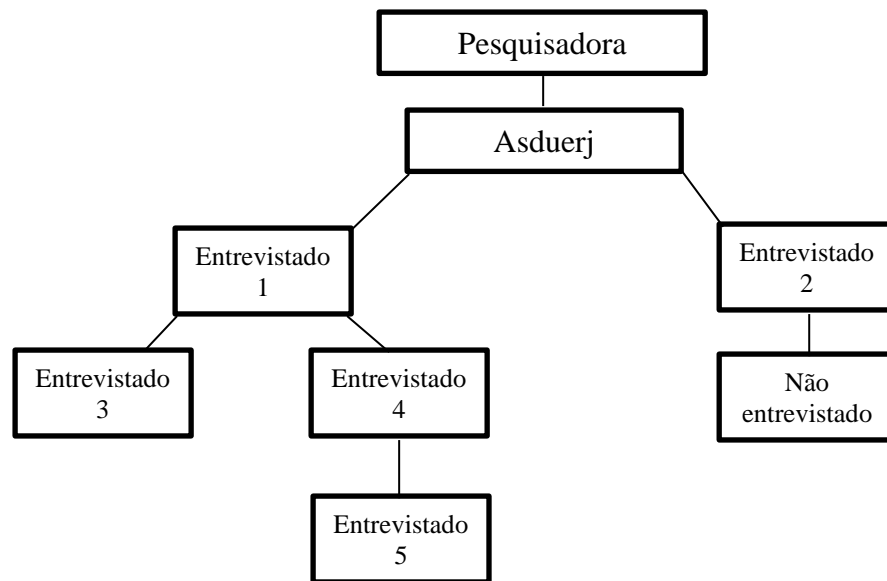 Pesquisadora
Asduerj
Entrevistado
1
Entrevistado
2
Entrevistado
3
Entrevistado
4
Não
entrevistado
Entrevistado
5